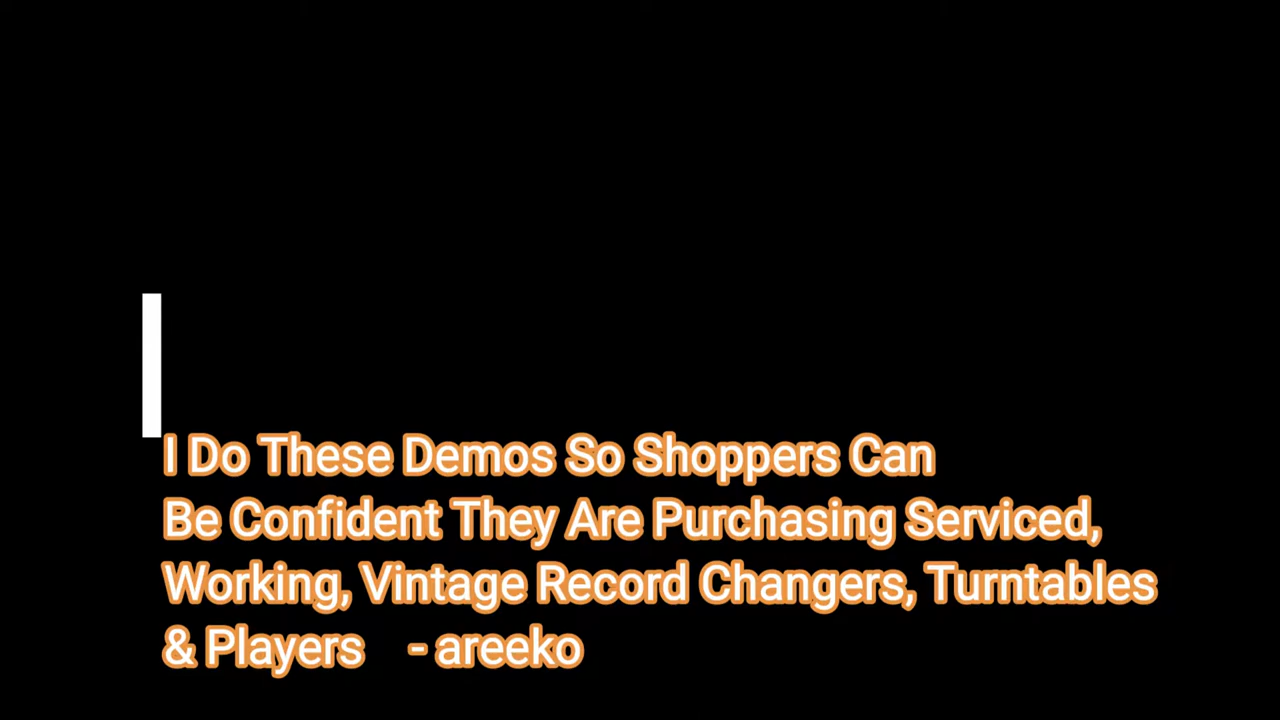 I Do These Demos So Shoppers Can
Be Confident They Are Purchasing Serviced,
Working, Vintage Record Changers, Turntables
& Players - areeko